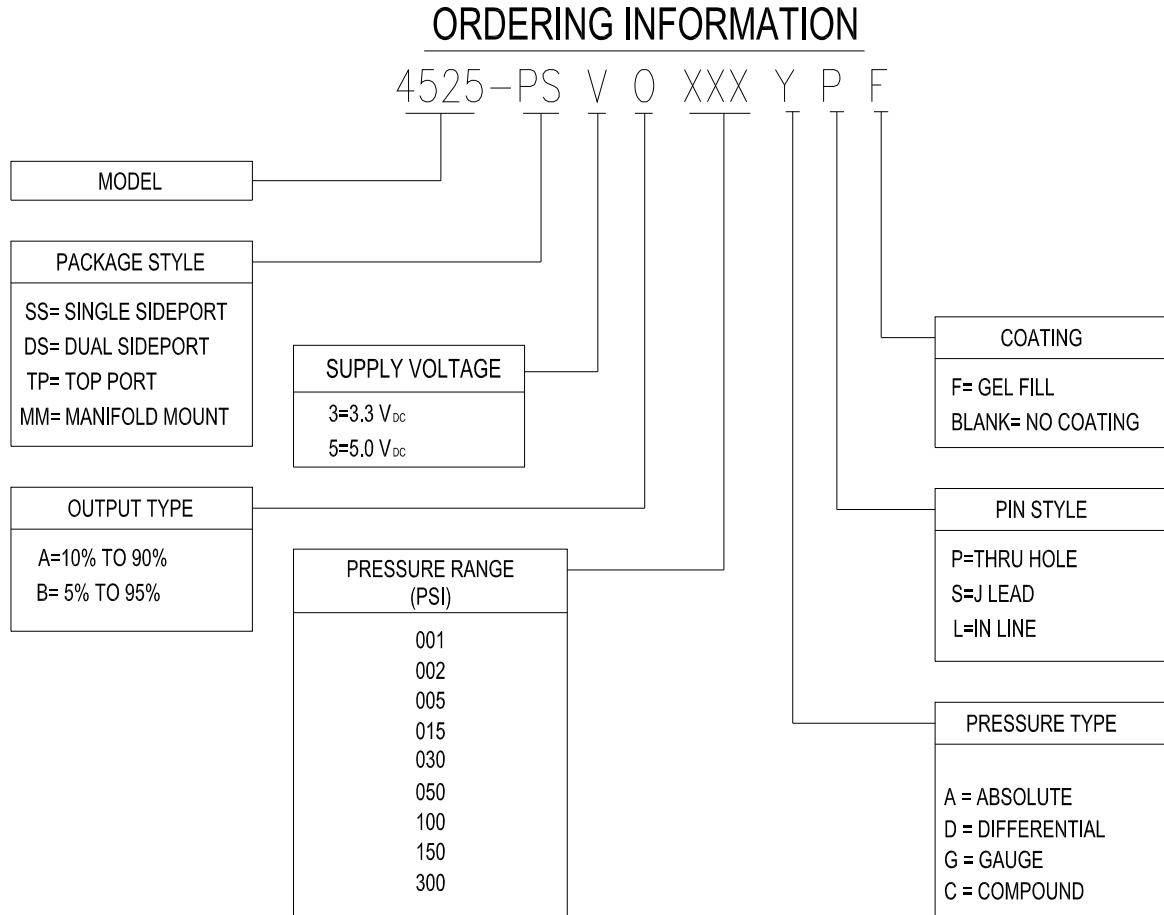 ORDERING INFORMATION
4525-PS V O XXX Y P F
MODEL
PACKAGE STYLE
SS= SINGLE SIDEPORT
DS= DUAL SIDEPORT
TP= TOP PORT
MM= MANIFOLD MOUNT
SUPPLY VOLTAGE
3=3.3 VDC
5=5.0 VDC
OUTPUT TYPE
A=10% TO 90%
B= 5% TO 95%
PRESSURE RANGE
(PSI)
001
002
005
015
030
050
100
150
300
COATING
F= GEL FILL
BLANK= NO COATING
PIN STYLE
P=THRU HOLE
S=J LEAD
L=IN LINE
PRESSURE TYPE
A = ABSOLUTE
D = DIFFERENTIAL
G = GAUGE
C = COMPOUND